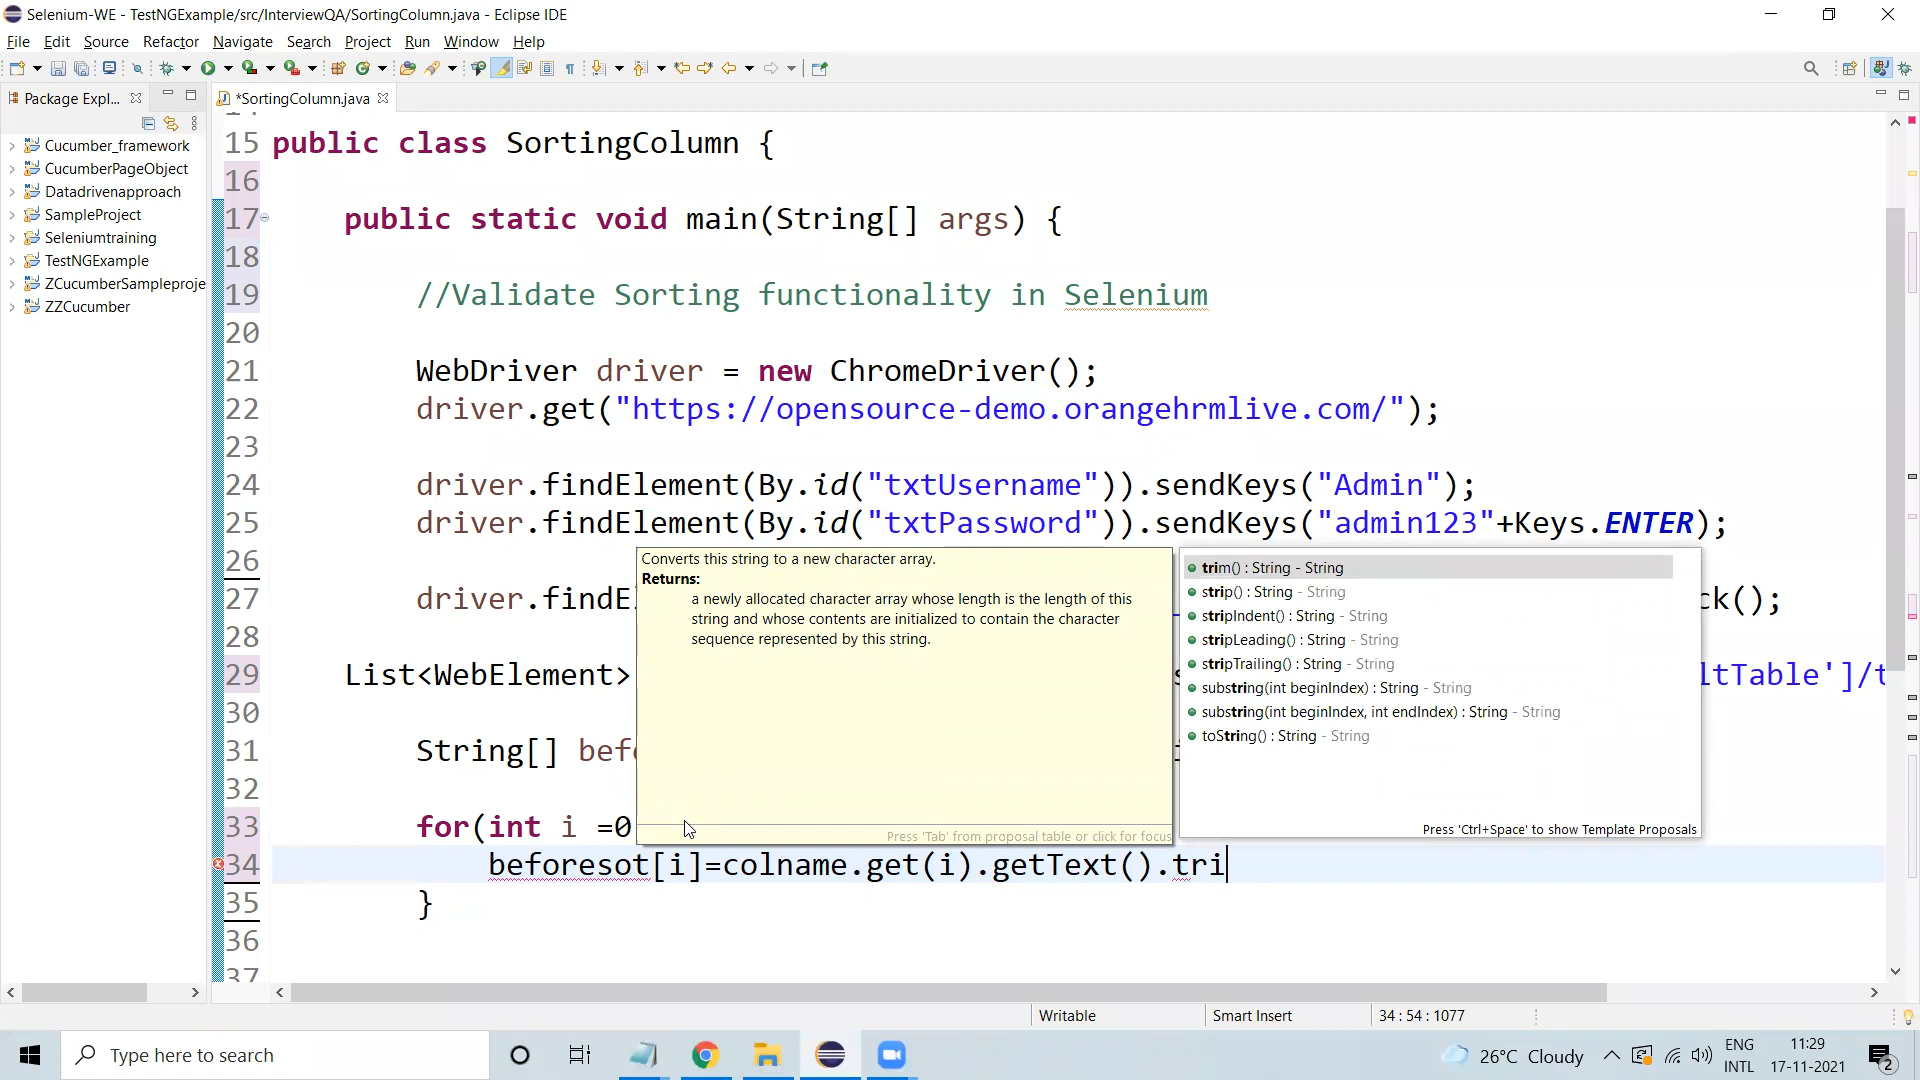 Selenium-WE - TestNGExample/src/InterviewQA/SortingColumn.java - Eclipse IDE
File Edit Source Refactor Navigate Search Project Run Window Help
Package Expl...
*SortingColumn.java
Cucumber_framework
CucumberPageObject
Datadrivenapproach
SampleProject
Seleniumtraining
TestNGExample
ZCucumberSampleproje
ZZCucumber
15 public class SortingColumn {
16
17 public static void main(String[] args) {
18
19 //Validate Sorting functionality in Selenium
20
21 WebDriver driver = new ChromeDriver();
22 driver.get("https://opensource-demo.orangehrmlive.com/");
23
24 driver.findElement(By.id("txtUsername")).sendKeys("Admin");
25 driver.findElement(By.id("txtPassword")).sendKeys("admin123"+Keys.ENTER);
26
27 driver.findE ck();
28
29 List<WebElement> ltTable']/t
30
31 String[] befo
32
33 for(int i =0
34 beforesot[i]=colname.get(i).getText().tri
35 }
36
37
Converts this string to a new character array.
Returns:
a newly allocated character array whose length is the length of this
string and whose contents are initialized to contain the character
sequence represented by this string.
Press 'Tab' from proposal table or click for focus
trim() : String - String
strip() : String - String
stripIndent() : String - String
stripLeading() : String - String
stripTrailing() : String - String
substring(int beginIndex) : String - String
substring(int beginIndex, int endIndex) : String - String
toString() : String - String
Press 'Ctrl+Space' to show Template Proposals
Writable Smart Insert 34 : 54 : 1077
Type here to search
26°C Cloudy
ENG
INTL
11:29
17-11-2021
2